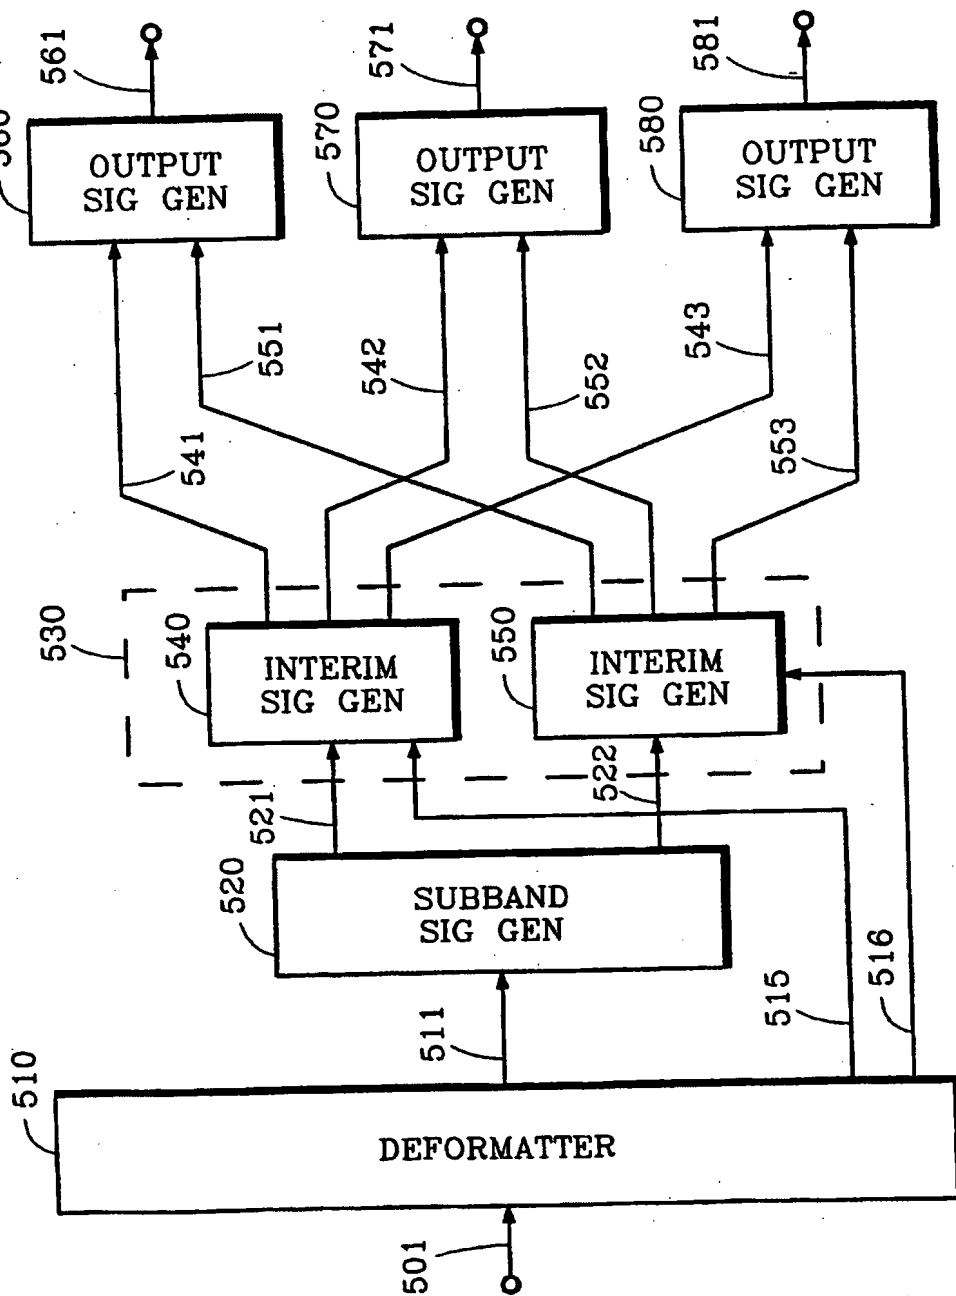 561
571
581
560
570
580
OUTPUT
SIG GEN
OUTPUT
SIG GEN
OUTPUT
SIG GEN
541
551
542
552
543
553
530
540
550
INTERIM
SIG GEN
INTERIM
SIG GEN
521
522
520
SUBBAND
SIG GEN
511
515
516
510
DEFORMATTER
501